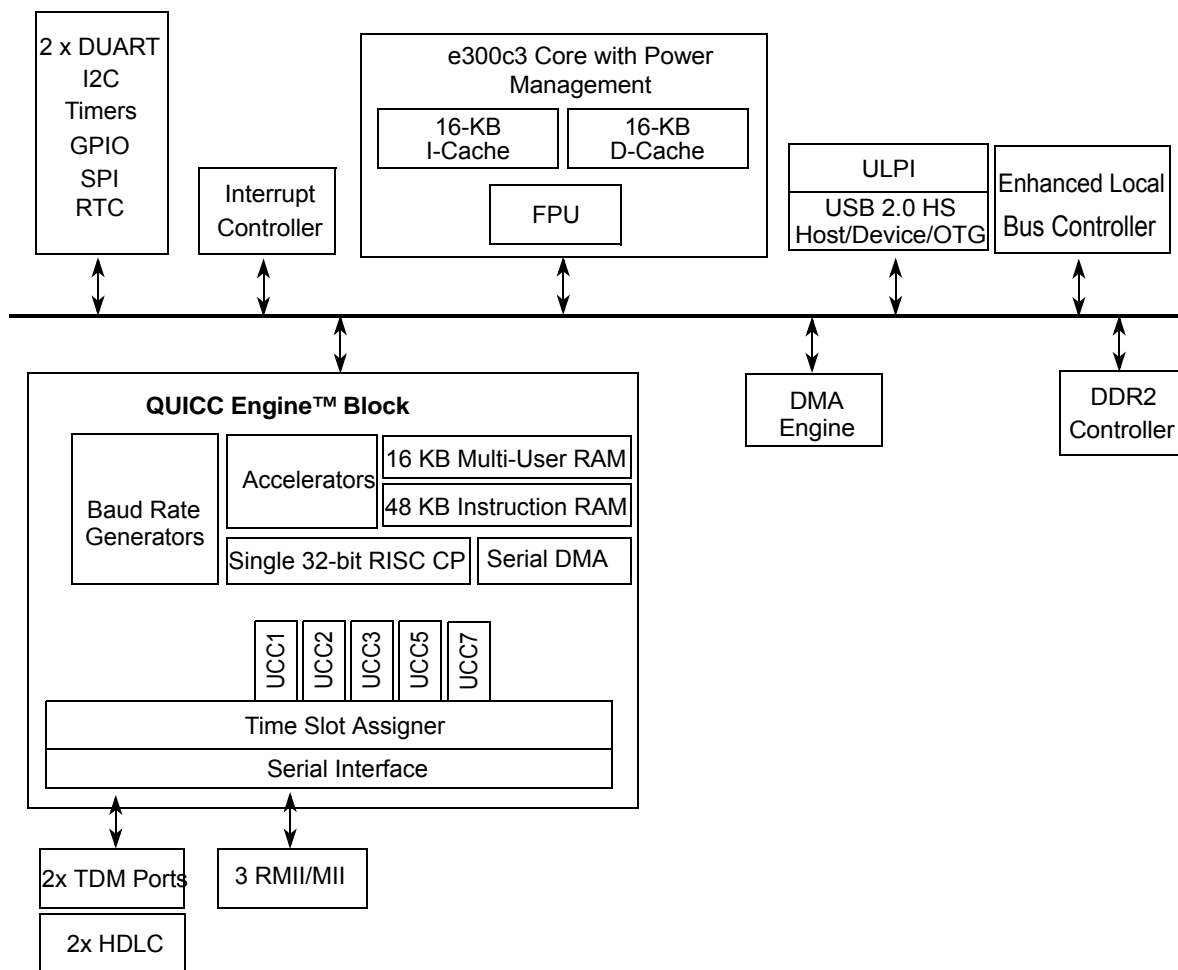 2 x DUART
I2C
Timers
GPIO
SPI
RTC
Interrupt
Controller
e300c3 Core with Power
Management
16-KB
I-Cache
16-KB
D-Cache
FPU
ULPI
USB 2.0 HS
Host/Device/OTG
Enhanced Local
Bus Controller
QUICC Engine™ Block
Baud Rate
Generators
Accelerators
16 KB Multi-User RAM
48 KB Instruction RAM
Single 32-bit RISC CP
Serial DMA
UCC1
UCC2
UCC3
UCC5
UCC7
Time Slot Assigner
Serial Interface
DMA
Engine
DDR2
Controller
2x TDM Ports
3 RMII/MII
2x HDLC